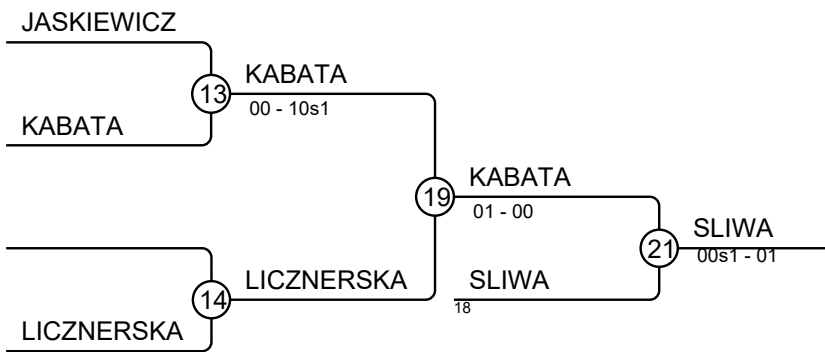 JASKIEWICZ
13
KABATA
00 - 10s1
KABATA
19
KABATA
01 - 00
21
SLIWA
00s1 - 01
14
LICZNERSKA
SLIWA
18
LICZNERSKA